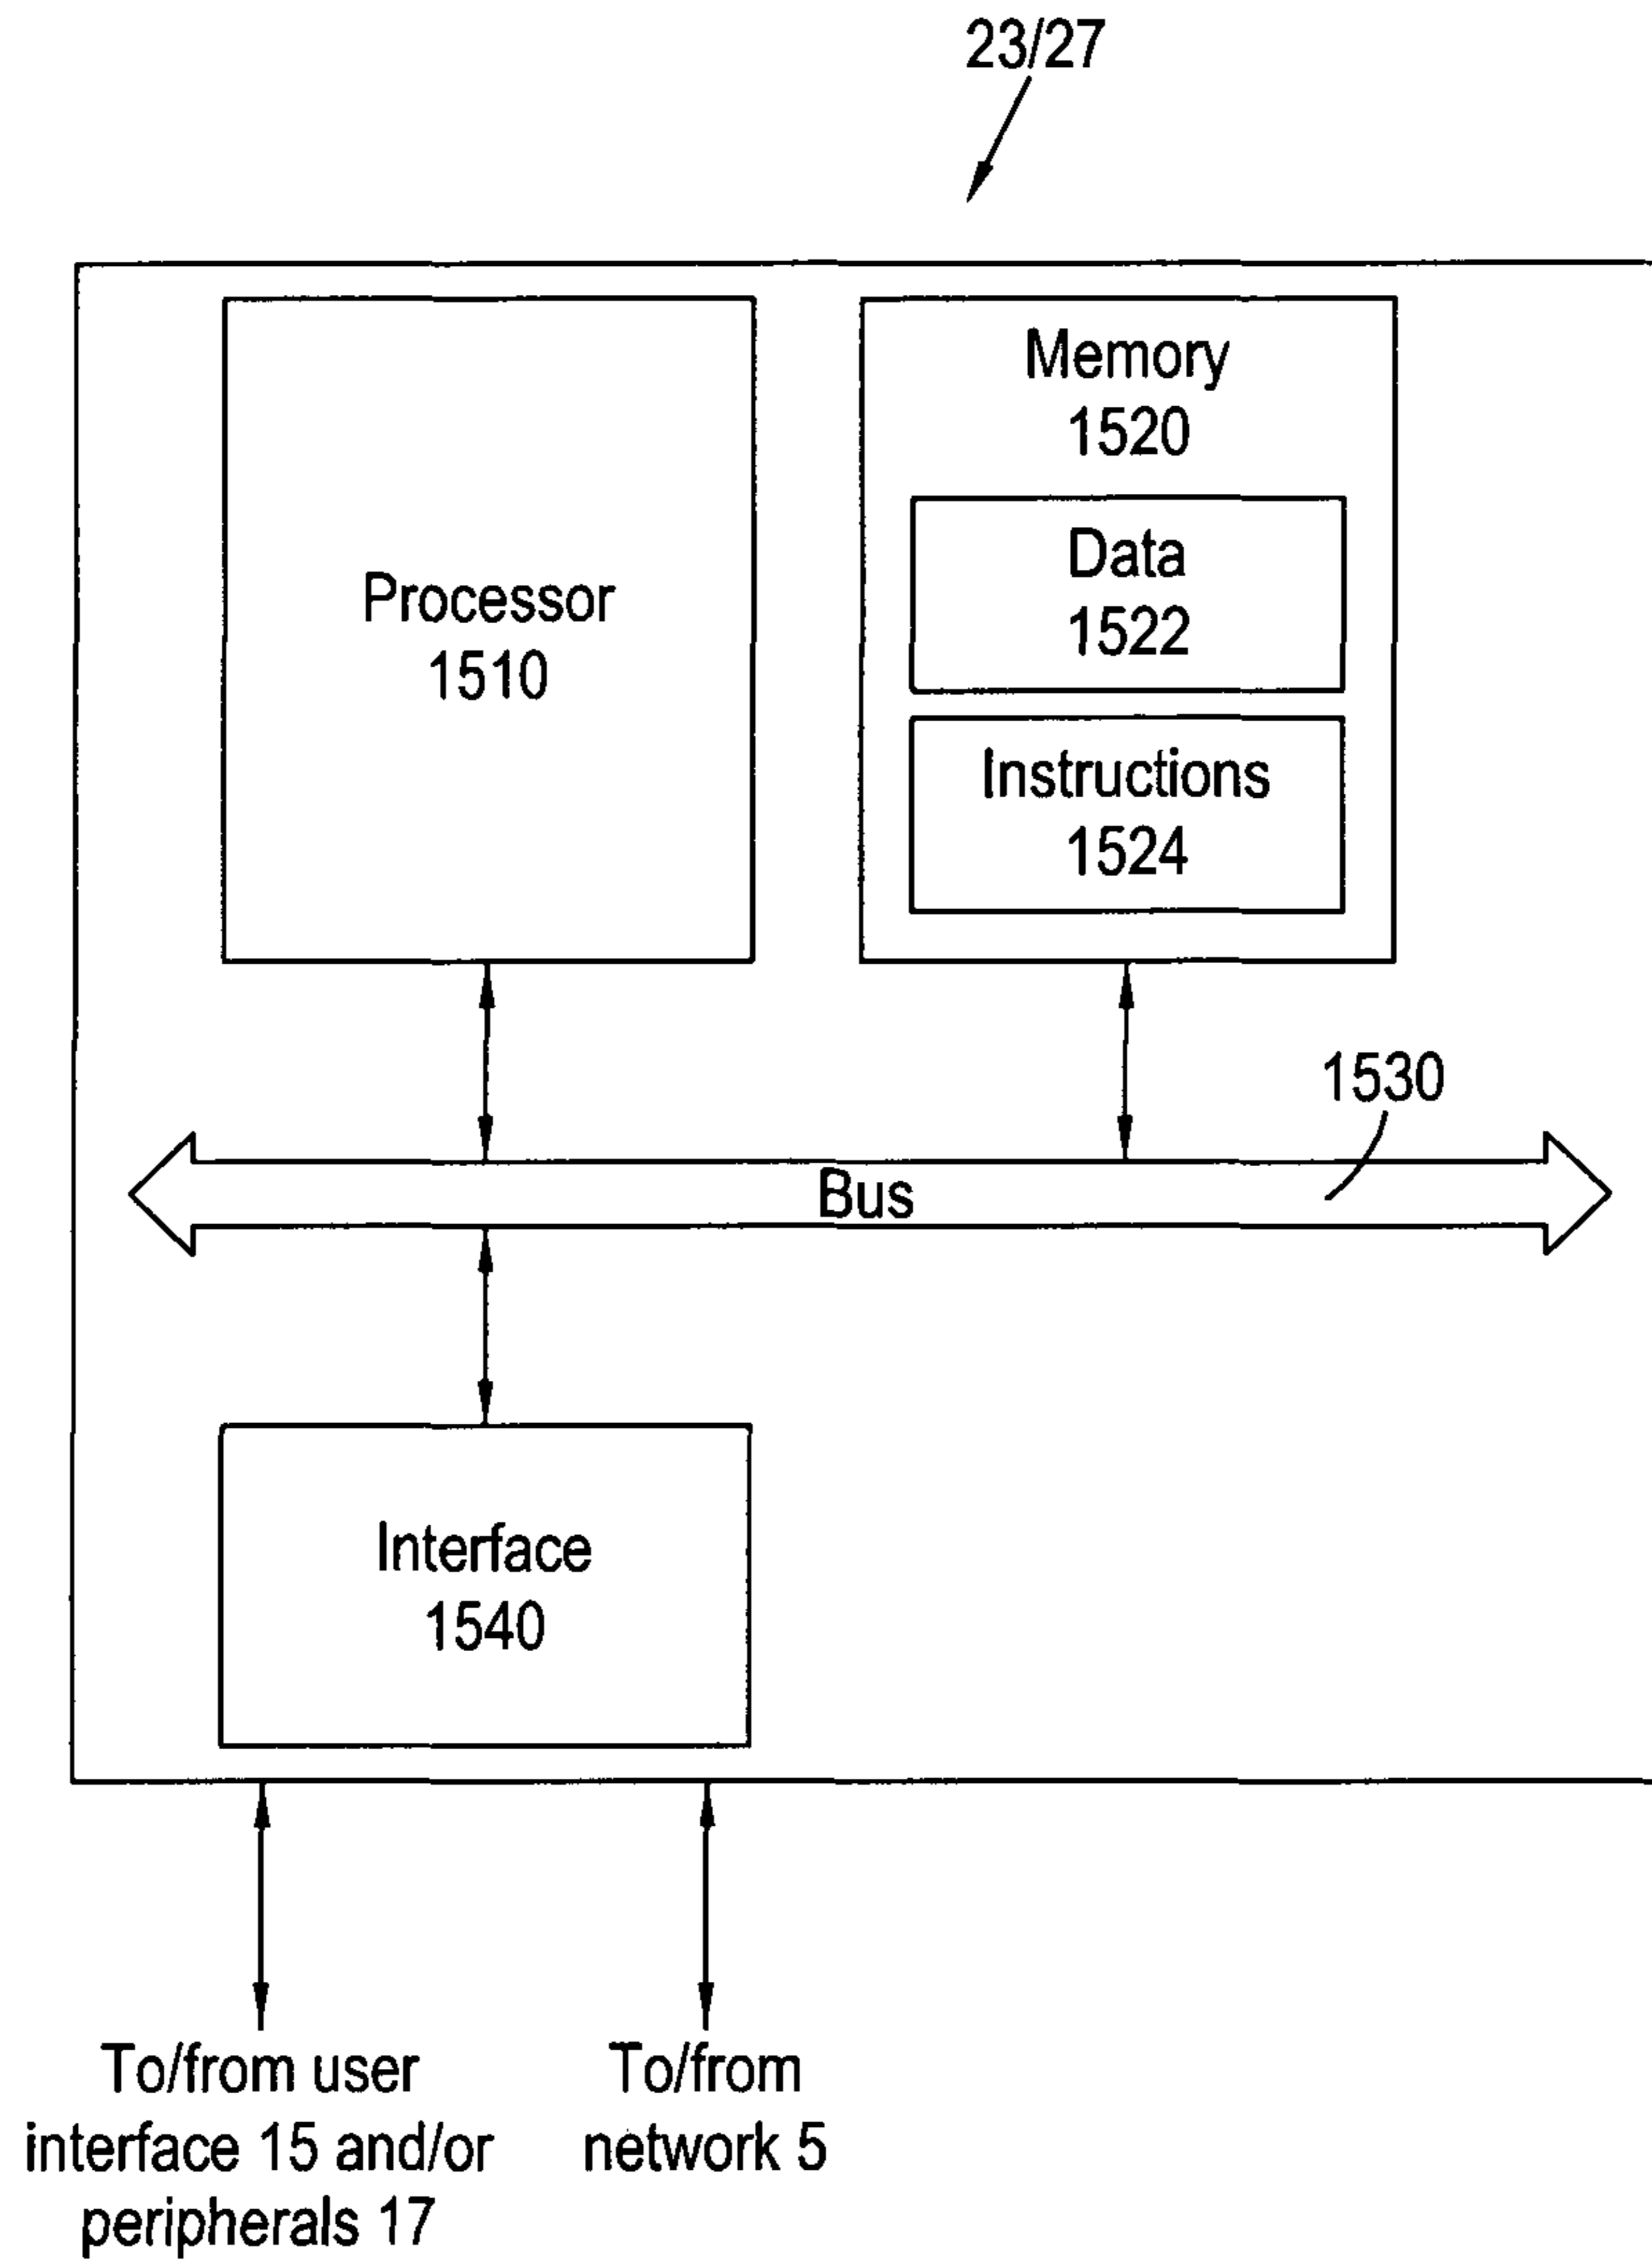 23/27
Processor
1510
Memory
1520
Data
1522
Instructions
1524
1530
Bus
Interface
1540
To/from user
interface 15 and/or
peripherals 17
To/from
network 5